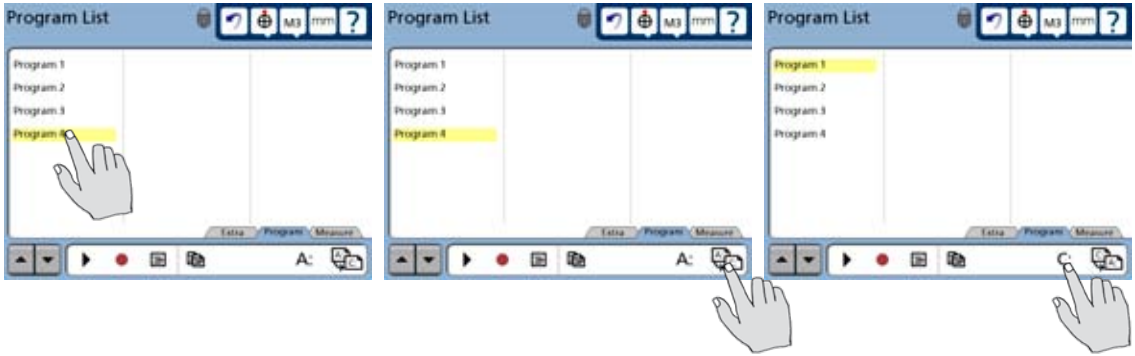 Program List
M3 mm ?
Program 1
Program 2
Program 3
Program 4
Extra Program Measure
A:
A C
Program List
M3 mm ?
Program 1
Program 2
Program 3
Program 4
Extra Program Measure
A:
A C
Program List
M3 mm ?
Program 1
Program 2
Program 3
Program 4
Extra Program Measure
C:
C A